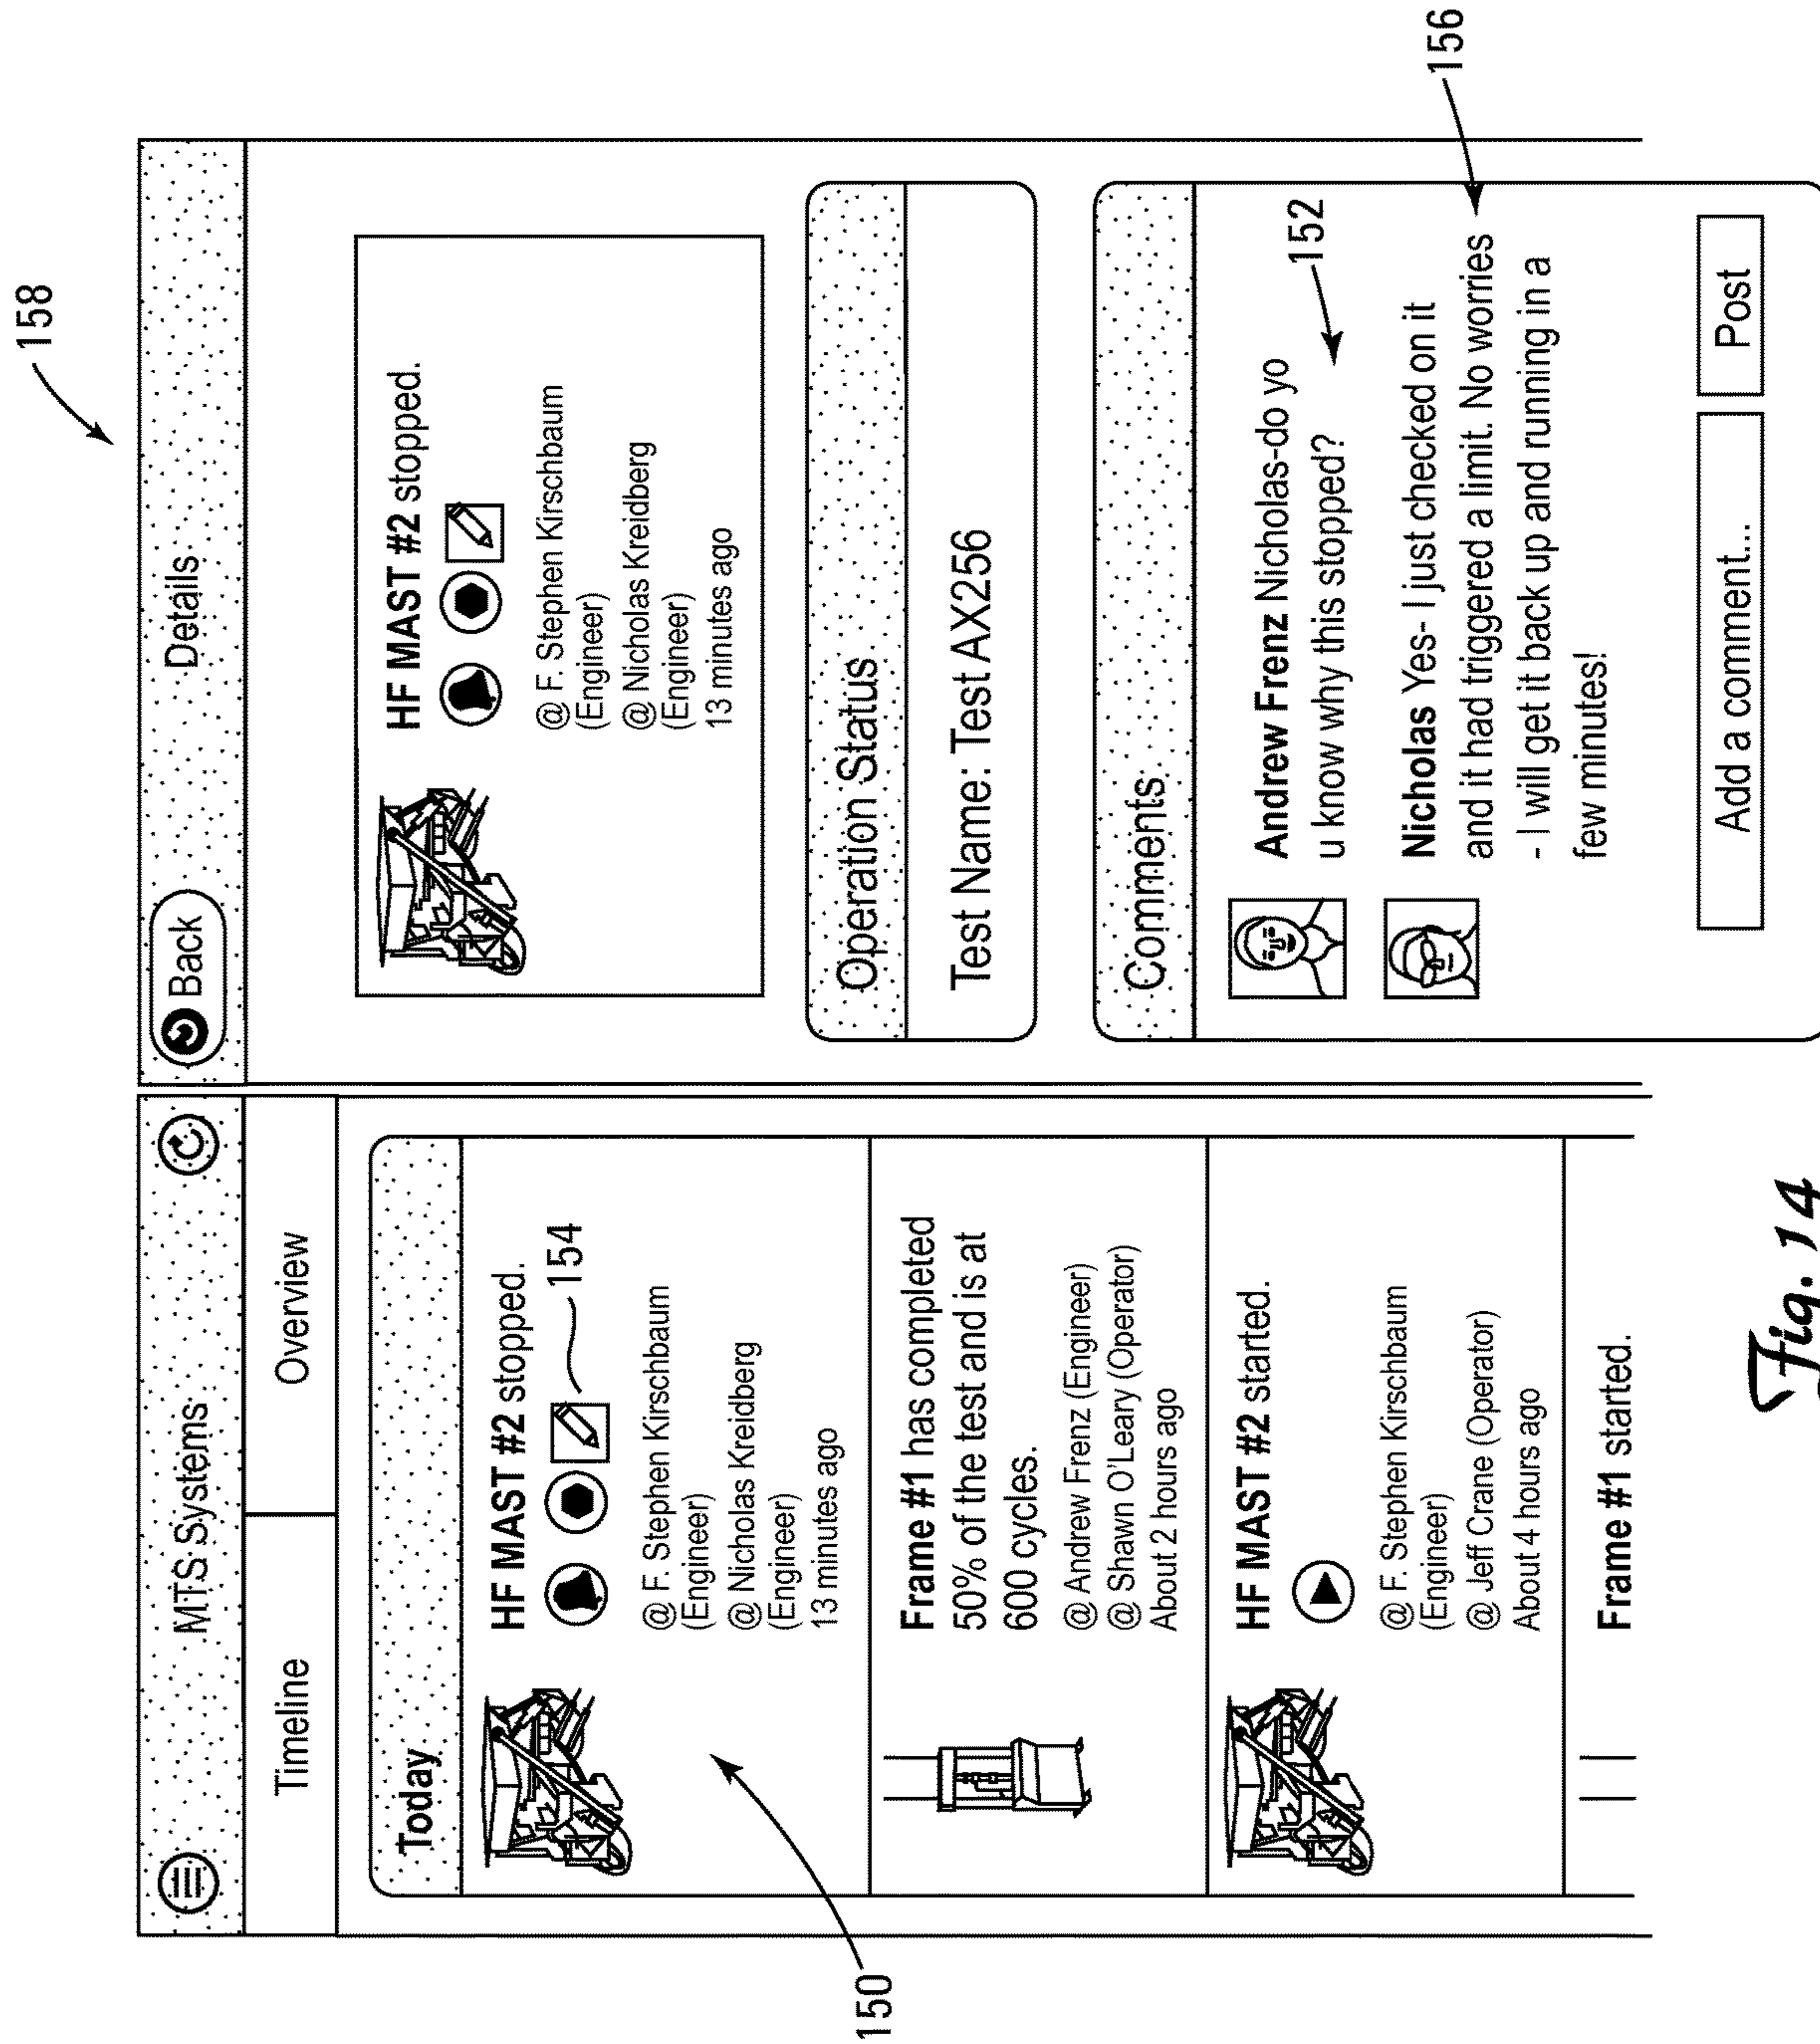 158
MTS Systems
Timeline
Overview
Today
HF MAST #2 stopped.
154
@ F. Stephen Kirschbaum
(Engineer)
@ Nicholas Kreidberg
(Engineer)
13 minutes ago
150
Frame #1 has completed
50% of the test and is at
600 cycles.
@ Andrew Frenz (Engineer)
@ Shawn O'Leary (Operator)
About 2 hours ago
HF MAST #2 started.
@ F. Stephen Kirschbaum
(Engineer)
@ Jeff Crane (Operator)
About 4 hours ago
Frame #1 started.
Back
Details
HF MAST #2 stopped.
@ F. Stephen Kirschbaum
(Engineer)
@ Nicholas Kreidberg
(Engineer)
13 minutes ago
Operation Status
Test Name: Test AX256
Comments
Andrew Frenz Nicholas-do yo
u know why this stopped?
152
Nicholas Yes- I just checked on it
and it had triggered a limit. No worries
- I will get it back up and running in a
few minutes!
156
Add a comment...
Post
Fig. 14